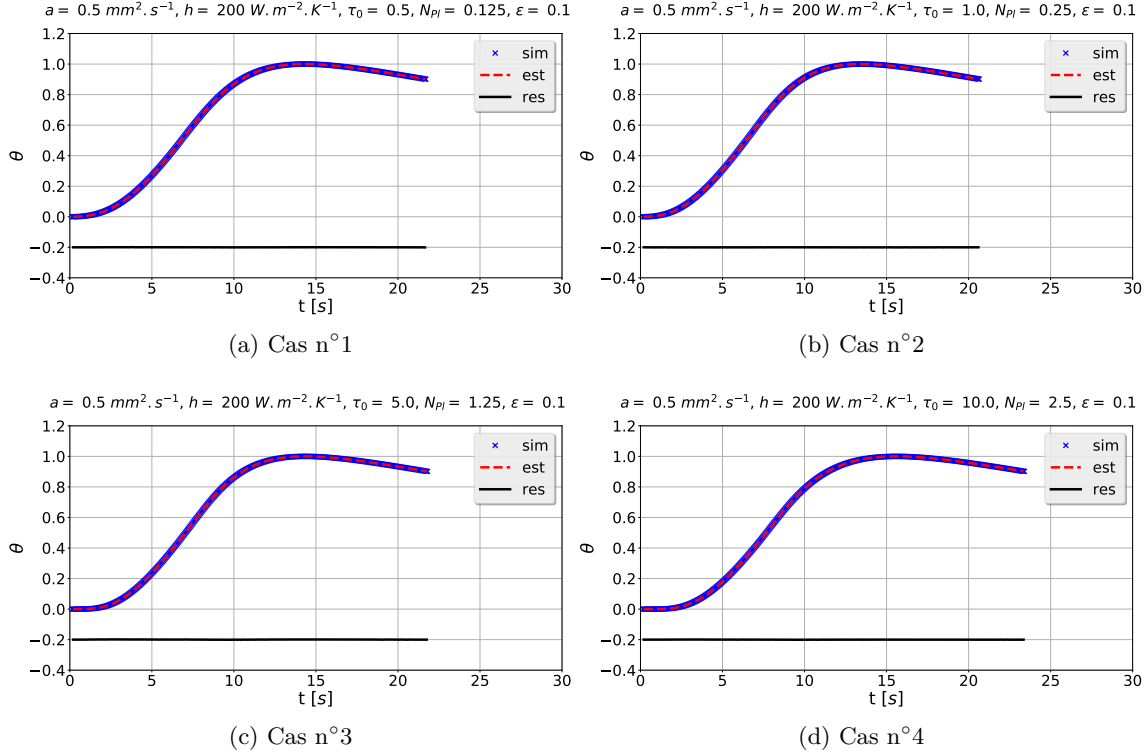 a = 0.5 mm².s⁻¹, h = 200 W.m⁻².K⁻¹, τ₀ = 0.5, N_Pl = 0.125, ε = 0.1
1.2
1.0
0.8
0.6
0.4
0.2
0.0
−0.2
−0.4
θ
sim
est
res
0 5 10 15 20 25 30
t [s]
(a) Cas n°1
a = 0.5 mm².s⁻¹, h = 200 W.m⁻².K⁻¹, τ₀ = 1.0, N_Pl = 0.25, ε = 0.1
1.2
1.0
0.8
0.6
0.4
0.2
0.0
−0.2
−0.4
θ
sim
est
res
0 5 10 15 20 25 30
t [s]
(b) Cas n°2
a = 0.5 mm².s⁻¹, h = 200 W.m⁻².K⁻¹, τ₀ = 5.0, N_Pl = 1.25, ε = 0.1
1.2
1.0
0.8
0.6
0.4
0.2
0.0
−0.2
−0.4
θ
sim
est
res
0 5 10 15 20 25 30
t [s]
(c) Cas n°3
a = 0.5 mm².s⁻¹, h = 200 W.m⁻².K⁻¹, τ₀ = 10.0, N_Pl = 2.5, ε = 0.1
1.2
1.0
0.8
0.6
0.4
0.2
0.0
−0.2
−0.4
θ
sim
est
res
0 5 10 15 20 25 30
t [s]
(d) Cas n°4